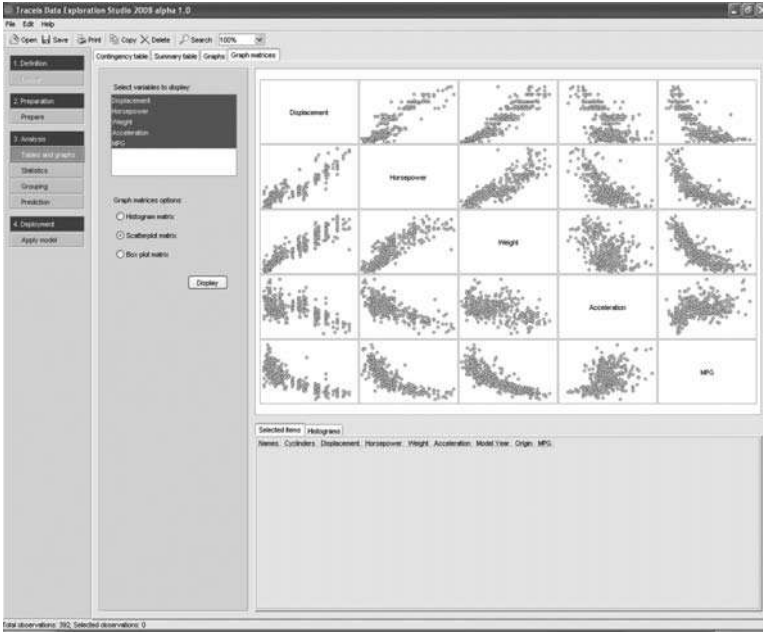 Traceis Data Exploration Studio 2009 alpha 1.0
File Edit Help
Open Save Print Copy Delete Search 100%
Contingency table Summary table Graphs Graph matrices
1. Definition
2. Preparation
Prepare
3. Analysis
Tables and graphs
Statistics
Grouping
Prediction
4. Deployment
Apply model
Select variables to display:
Displacement
Horsepower
Weight
Acceleration
MPG
Graph matrices options:
Histogram matrix
Scatterplot matrix
Box plot matrix
Display
Displacement
Horsepower
Weight
Acceleration
MPG
Selected items Histograms
Names Cyclinders Displacement Horsepower Weight Acceleration Model Year Origin MPG
Total observations: 392; Selected observations: 0